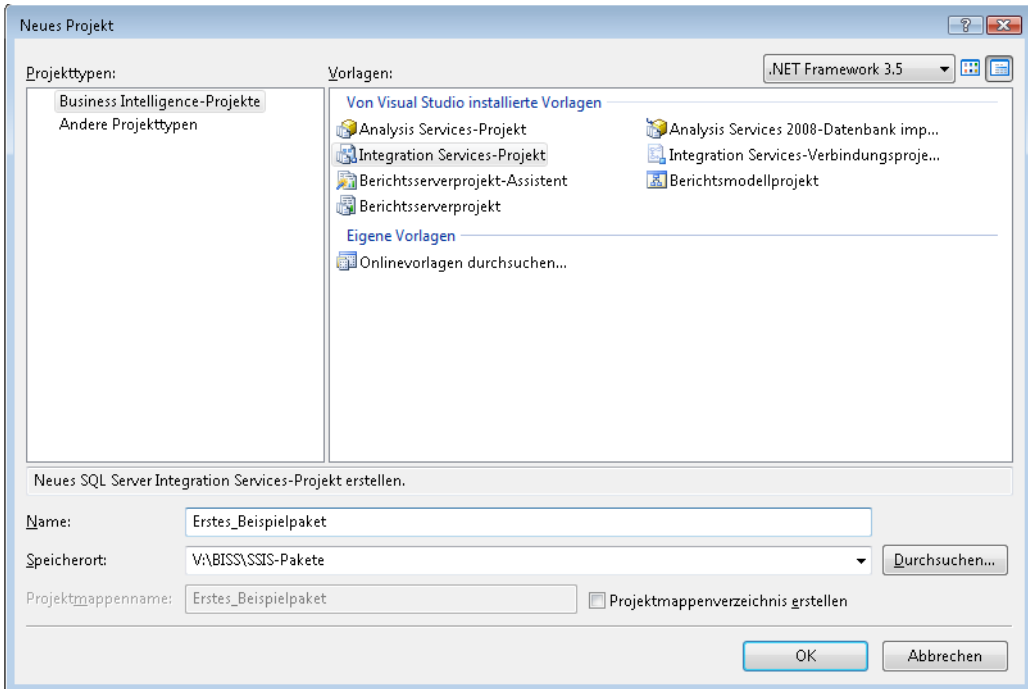 Neues Projekt
Projekttypen:
Vorlagen:
.NET Framework 3.5
Business Intelligence-Projekte
Andere Projekttypen
Von Visual Studio installierte Vorlagen
Analysis Services-Projekt
Analysis Services 2008-Datenbank imp...
Integration Services-Projekt
Integration Services-Verbindungsproje...
Berichtsserverprojekt-Assistent
Berichtsmodellprojekt
Berichtsserverprojekt
Eigene Vorlagen
Onlinevorlagen durchsuchen...
Neues SQL Server Integration Services-Projekt erstellen.
Name:
Erstes_Beispielpaket
Speicherort:
V:\BISS\SSIS-Pakete
Durchsuchen...
Projektmappenname:
Erstes_Beispielpaket
Projektmappenverzeichnis erstellen
OK
Abbrechen